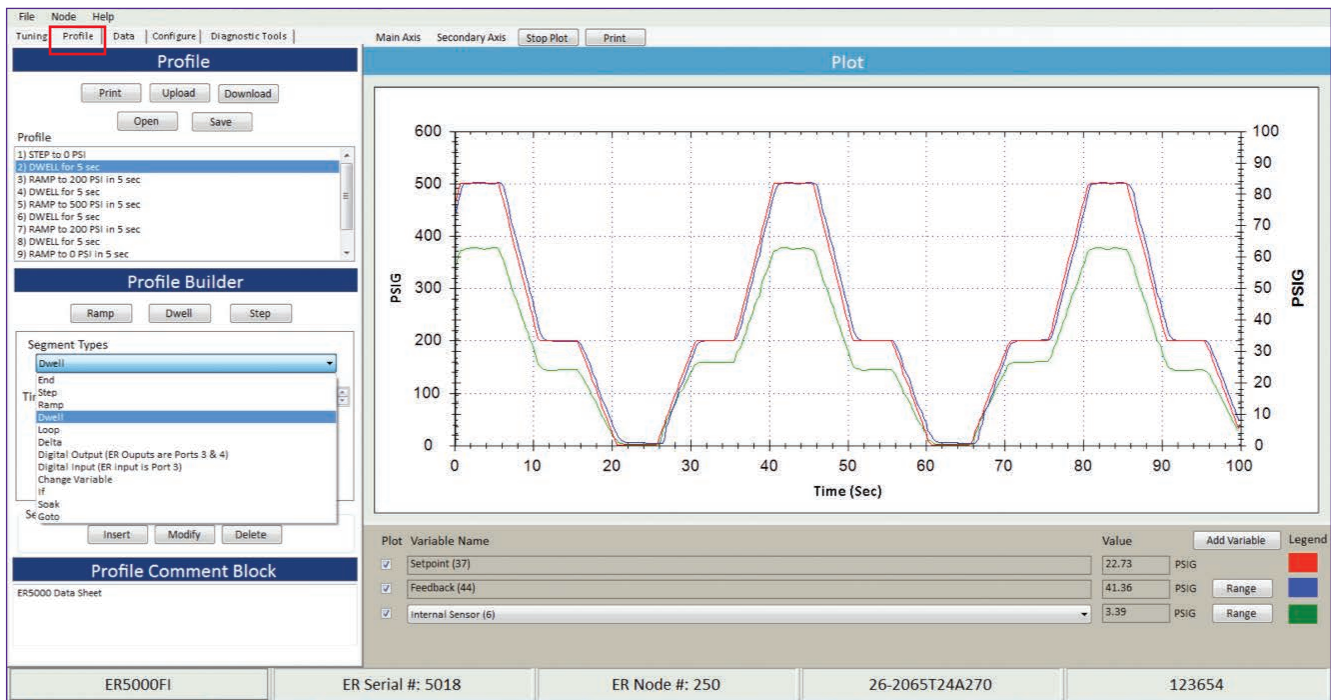 File Node Help
Tuning Profile Data Configure Diagnostic Tools Main Axis Secondary Axis Stop Plot Print
Profile
Print Upload Download
Open Save
Profile
1) STEP to 0 PSI
2) DWELL for 5 sec
3) RAMP to 200 PSI in 5 sec
4) DWELL for 5 sec
5) RAMP to 500 PSI in 5 sec
6) DWELL for 5 sec
7) RAMP to 200 PSI in 5 sec
8) DWELL for 5 sec
9) RAMP to 0 PSI in 5 sec
Profile Builder
Ramp Dwell Step
Segment Types
Dwell
End
Step
Ramp
Dwell
Loop
Delta
Digital Output (ER Ouputs are Ports 3 & 4)
Digital Input (ER input is Port 3)
Change Variable
If
Soak
Goto
Insert Modify Delete
Profile Comment Block
ER5000 Data Sheet
Plot
600
500
400
300
200
100
0
PSIG
100
90
80
70
60
50
40
30
20
10
0
PSIG
0 10 20 30 40 50 60 70 80 90 100
Time (Sec)
Plot Variable Name Value Add Variable Legend
Setpoint (37) 22.73 PSIG
Feedback (44) 41.36 PSIG Range
Internal Sensor (6) 3.39 PSIG Range
ER5000FI ER Serial #: 5018 ER Node #: 250 26-2065T24A270 123654